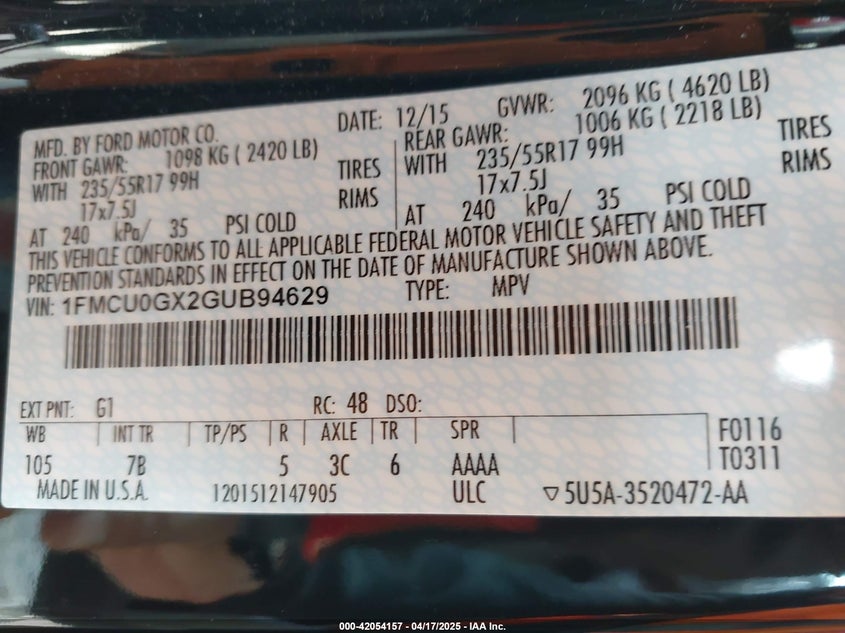 MFD. BY FORD MOTOR CO. DATE: 12/15 GVWR: 2096 KG ( 4620 LB)
FRONT GAWR: 1098 KG ( 2420 LB) REAR GAWR: 1006 KG ( 2218 LB)
WITH 235/55R17 99H TIRES WITH 235/55R17 99H TIRES
17x7.5J RIMS 17x7.5J RIMS
AT 240 kPa/ 35 PSI COLD AT 240 kPa/ 35 PSI COLD
THIS VEHICLE CONFORMS TO ALL APPLICABLE FEDERAL MOTOR VEHICLE SAFETY AND THEFT
PREVENTION STANDARDS IN EFFECT ON THE DATE OF MANUFACTURE SHOWN ABOVE.
VIN: 1FMCU0GX2GUB94629 TYPE: MPV
EXT PNT: G1 RC: 48 DSO:
WB INT TR TP/PS R AXLE TR SPR F0116
105 7B 5 3C 6 AAAA T0311
MADE IN U.S.A. 1201512147905 ULC ▽5U5A-3520472-AA
000-42054157 - 04/17/2025 - IAA Inc.